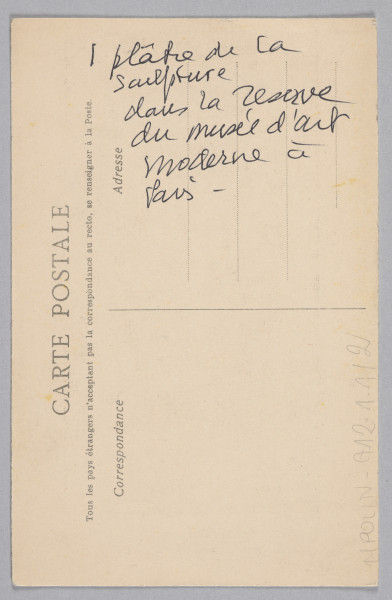 1 plâtre de la
sculpture
dans la reserve
du musée d'art
moderne à
Paris -
CARTE POSTALE
Tous les pays étrangers n'acceptant pas la correspondance au recto, se renseigner à la Poste.
Correspondance
Adresse